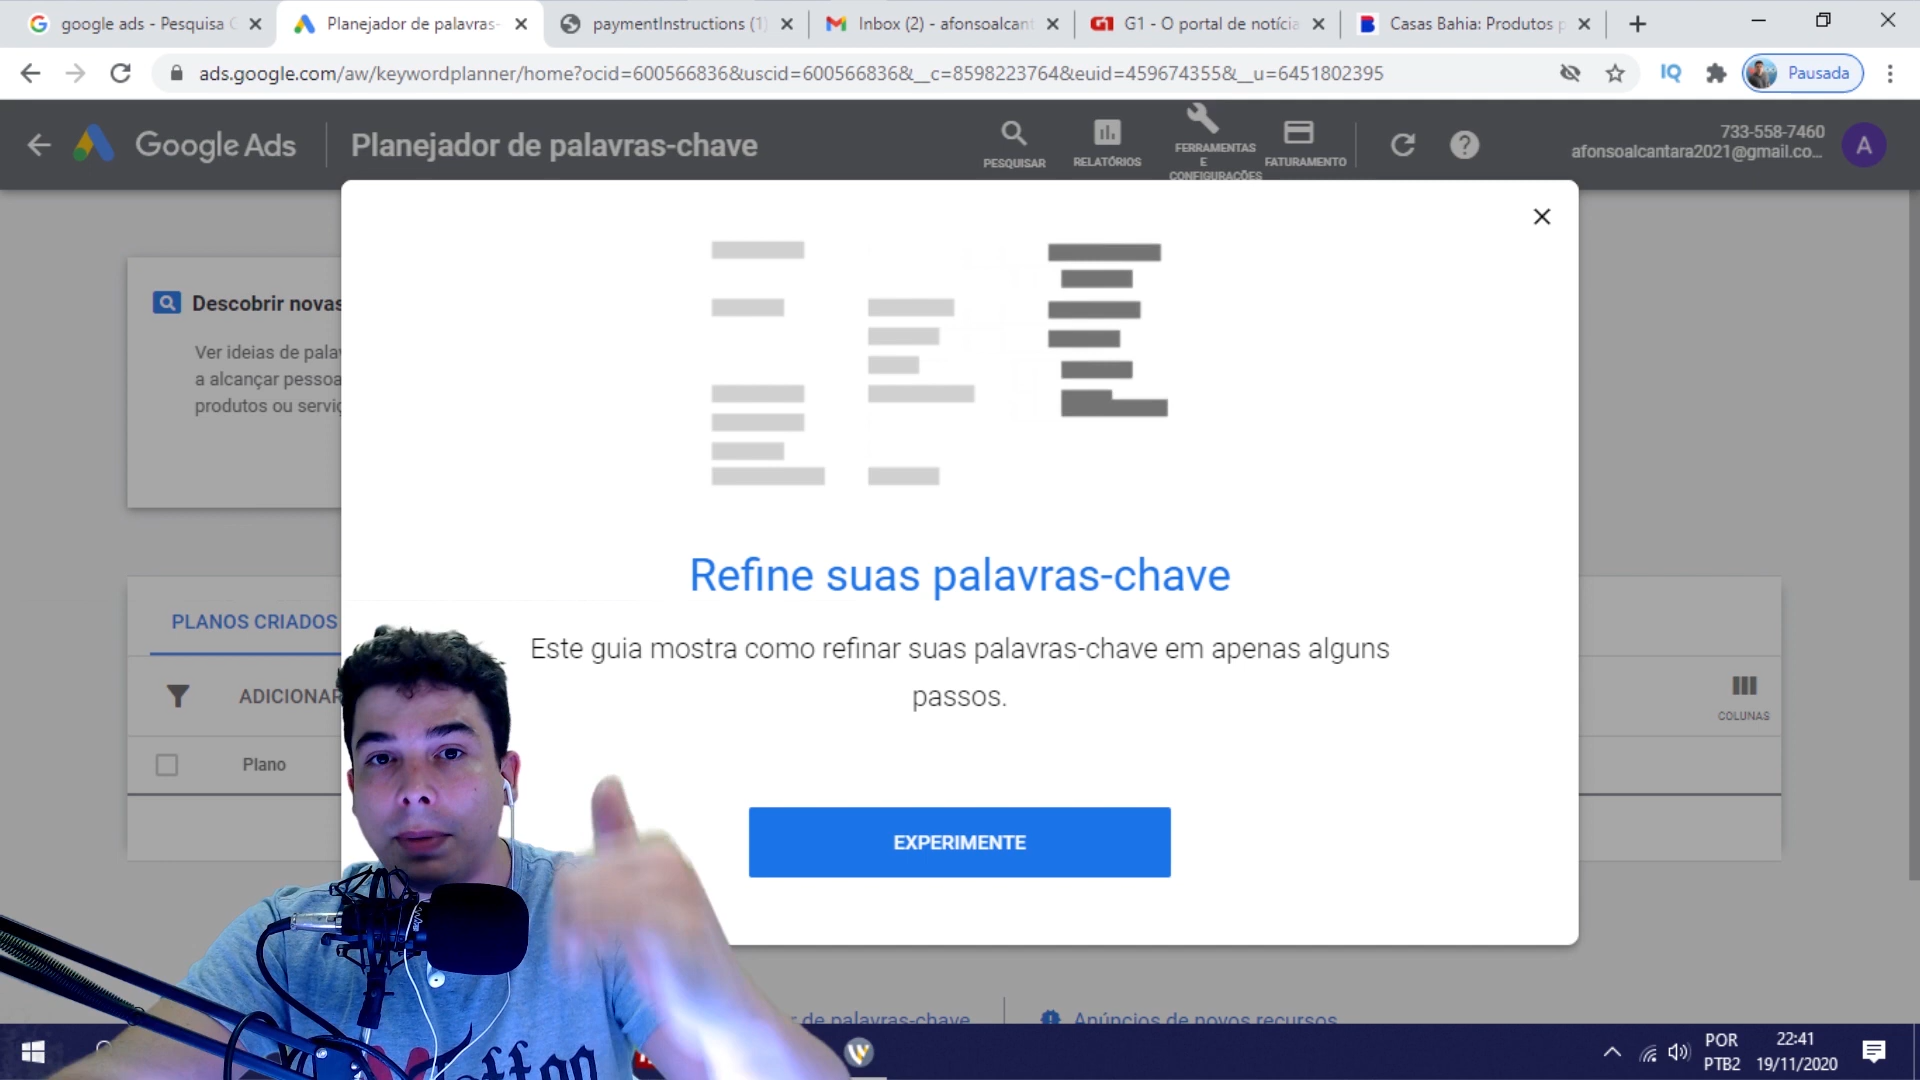 google ads - Pesquisa G
Planejador de palavras-
paymentInstructions (1)
Inbox (2) - afonsoalcant
G1 - O portal de notícia
Casas Bahia: Produtos p
ads.google.com/aw/keywordplanner/home?ocid=600566836&uscid=600566836&__c=8598223764&euid=459674355&__u=6451802395
IQ
Pausada
Google Ads
Planejador de palavras-chave
PESQUISAR
RELATÓRIOS
FERRAMENTAS
E
CONFIGURAÇÕES
FATURAMENTO
733-558-7460
afonsoalcantara2021@gmail.co...
A
Descobrir novas
Ver ideias de pala
a alcançar pessoa
produtos ou serviç
Refine suas palavras-chave
Este guia mostra como refinar suas palavras-chave em apenas alguns
passos.
EXPERIMENTE
PLANOS CRIADOS
ADICIONAR
COLUNAS
Plano
de palavras-chave
Anúncios de novos recursos
POR
PTB2
22:41
19/11/2020